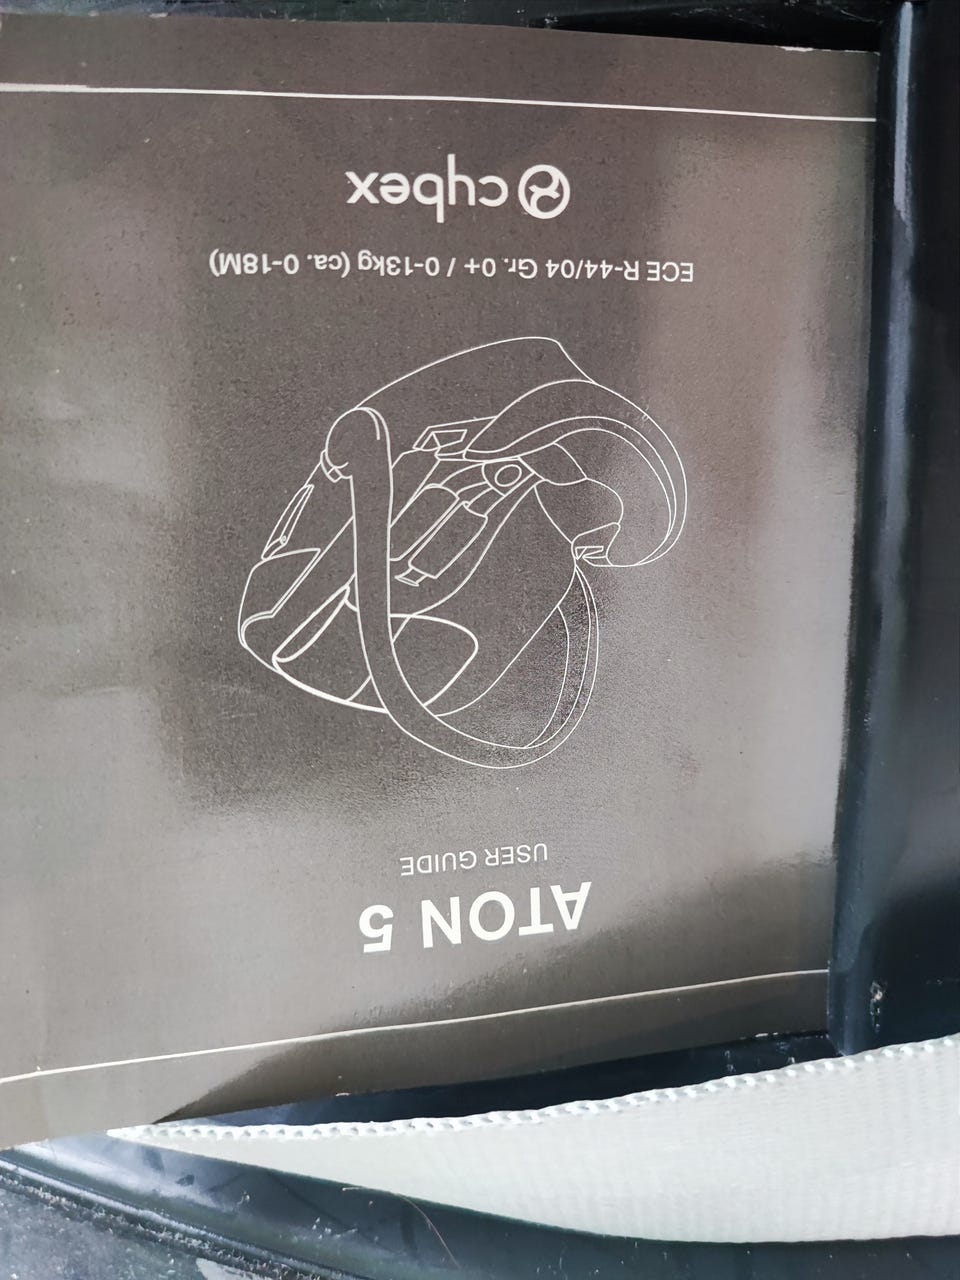 ATON 5
USER GUIDE
ECE R-44/04 Gr. 0+ / 0-13kg (ca. 0-18M)
cybex